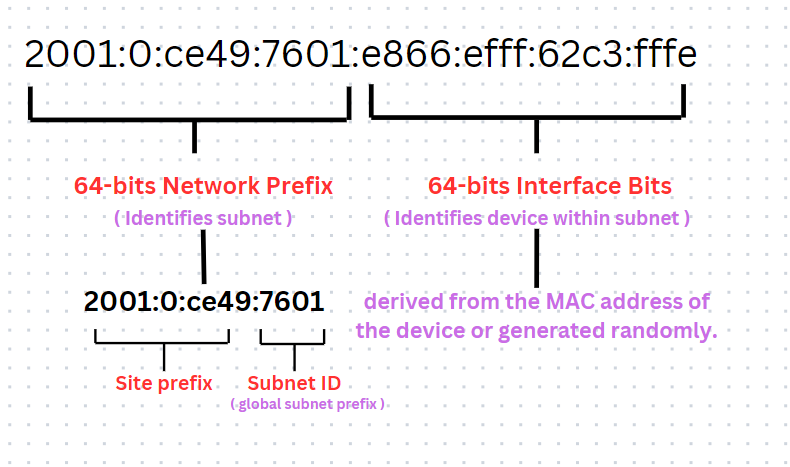 2001:0:ce49:7601:e866:efff:62c3:fffe
64-bits Network Prefix
( Identifies subnet )
64-bits Interface Bits
( Identifies device within subnet )
2001:0:ce49:7601
derived from the MAC address of
the device or generated randomly.
Site prefix
Subnet ID
( global subnet prefix )